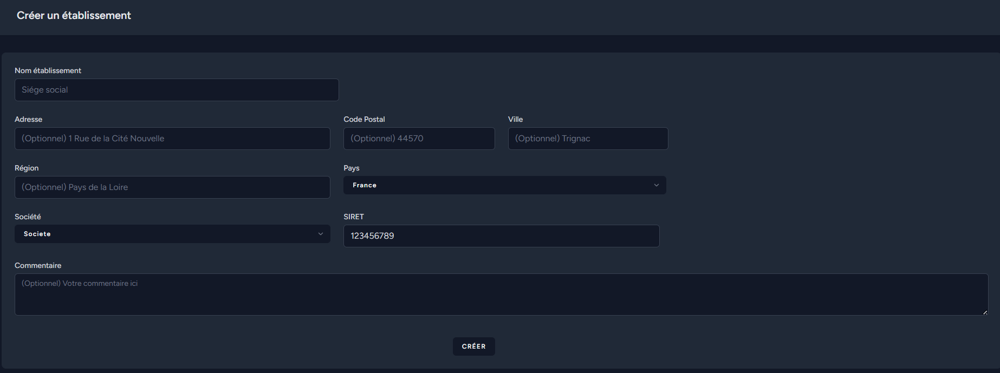 Créer un établissement
Nom établissement
Siége social
Adresse
Code Postal
Ville
(Optionnel) 1 Rue de la Cité Nouvelle
(Optionnel) 44570
(Optionnel) Trignac
Région
Pays
(Optionnel) Pays de la Loire
France
Société
SIRET
Societe
123456789
Commentaire
(Optionnel) Votre commentaire ici
CRÉER